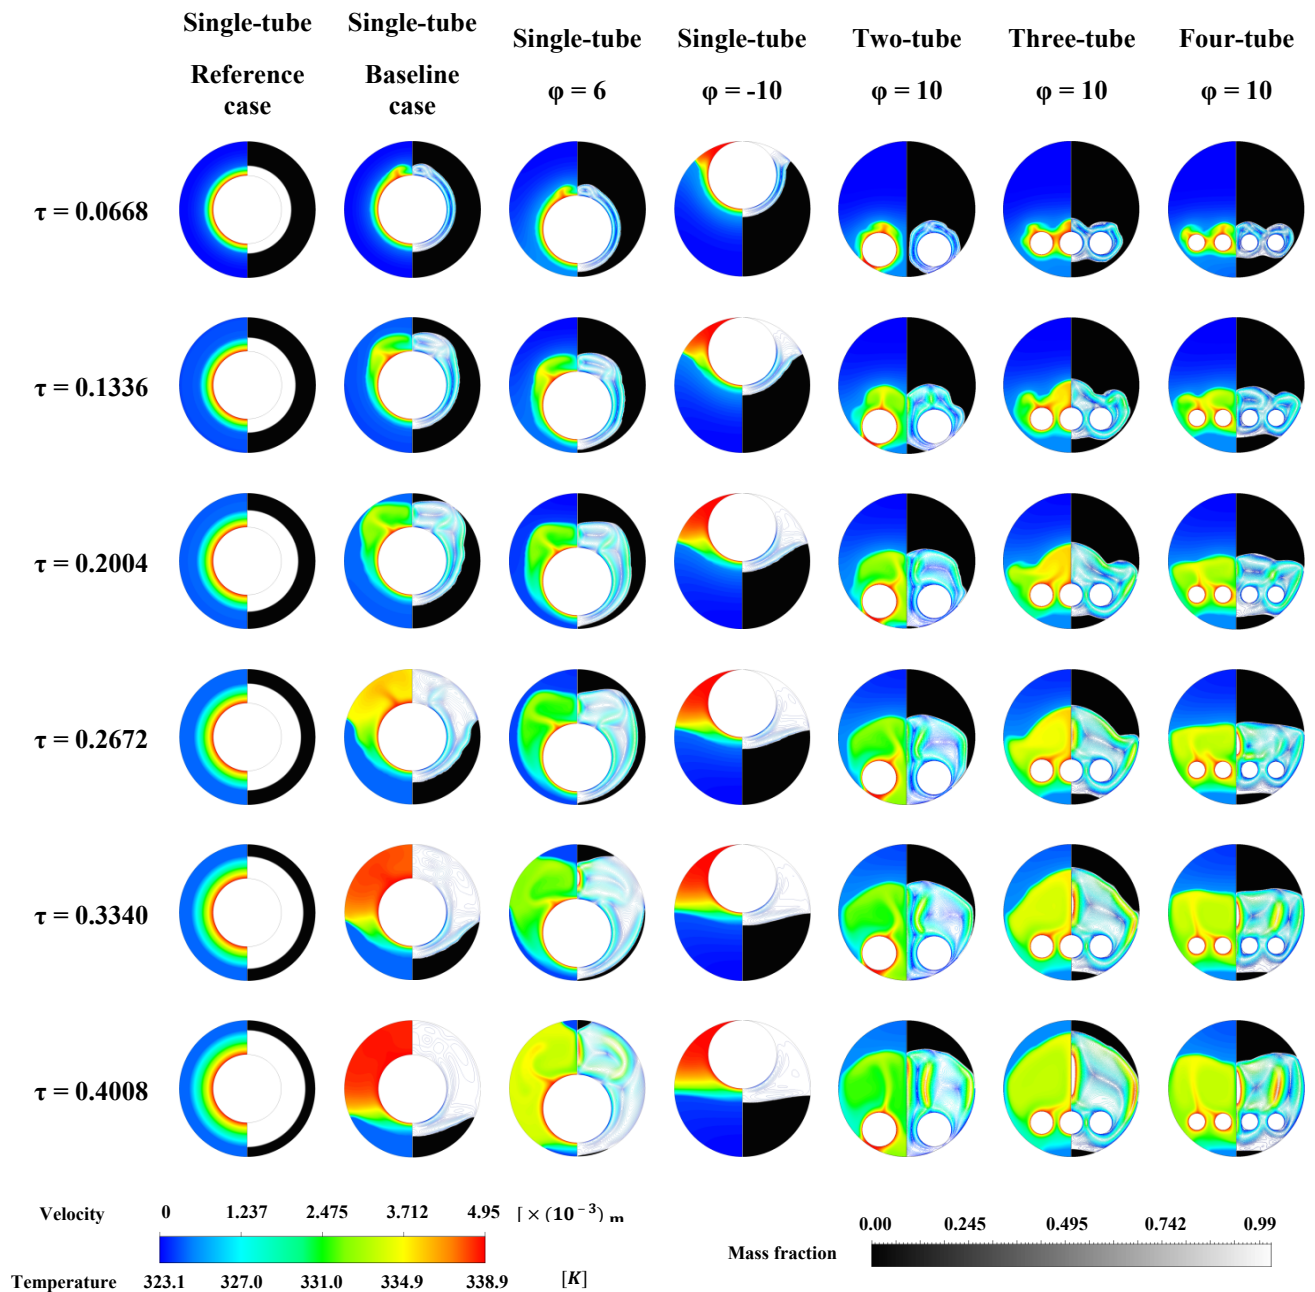 Single-tube Single-tube Single-tube Single-tube Two-tube Three-tube Four-tube
Reference case Baseline case φ = 6 φ = -10 φ = 10 φ = 10 φ = 10
τ = 0.0668
τ = 0.1336
τ = 0.2004
τ = 0.2672
τ = 0.3340
τ = 0.4008
Velocity 0 1.237 2.475 3.712 4.95 [ × (10⁻³) m
Temperature 323.1 327.0 331.0 334.9 338.9 [K]
0.00 0.245 0.495 0.742 0.99
Mass fraction